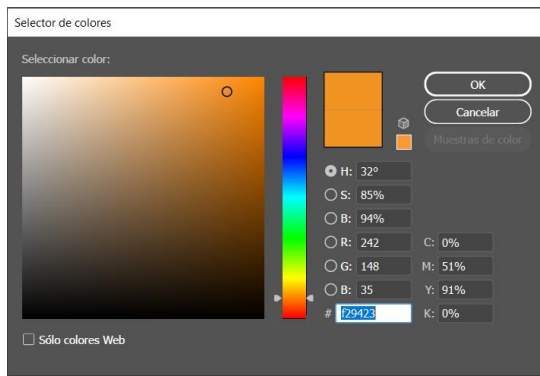 Selector de colores
Seleccionar color:
OK
Cancelar
Muestras de color
H: 32º
S: 85%
B: 94%
R: 242 C: 0%
G: 148 M: 51%
B: 35 Y: 91%
# f29423 K: 0%
Sólo colores Web